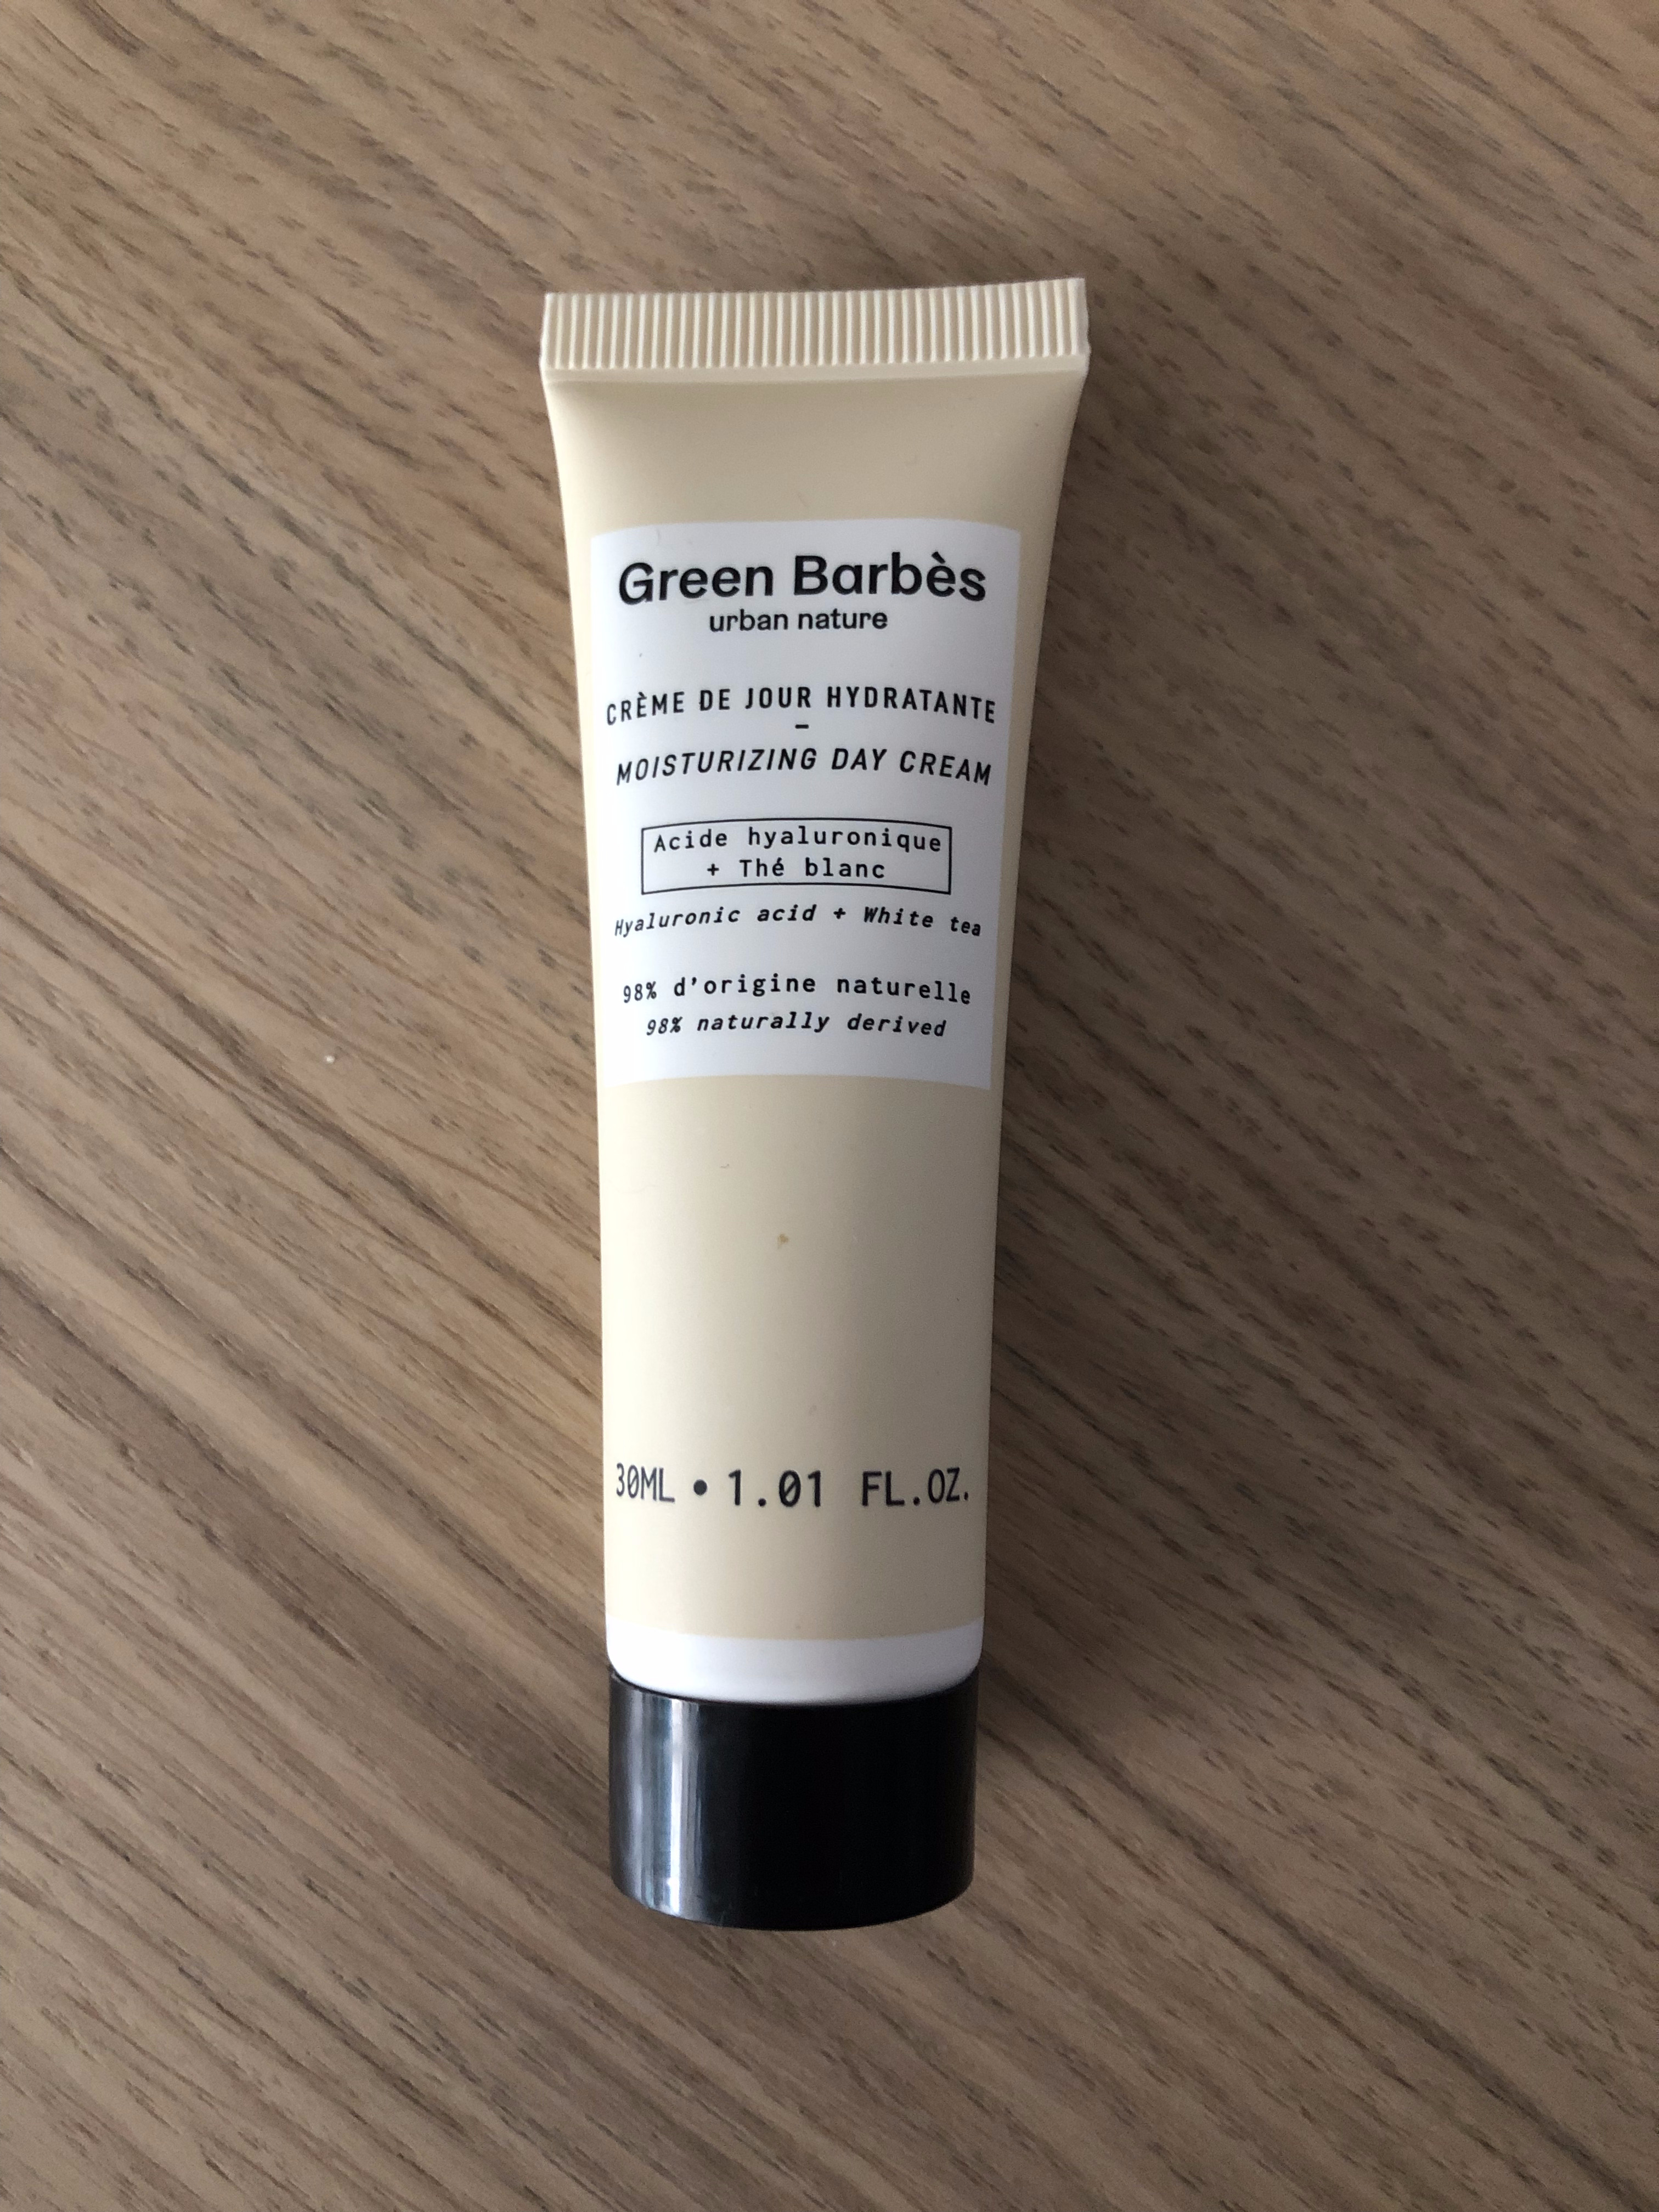 Green Barbès
urban nature
CRÈME DE JOUR HYDRATANTE
–
MOISTURIZING DAY CREAM
Acide hyaluronique
+ Thé blanc
Hyaluronic acid + White tea
98% d'origine naturelle
98% naturally derived
30ML • 1.01 FL.OZ.